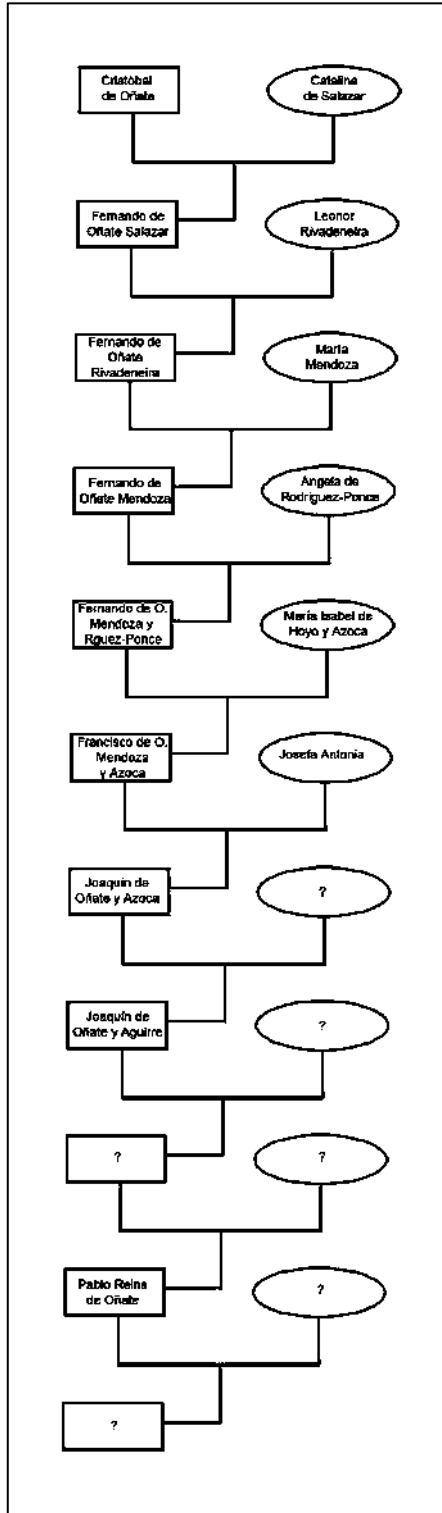 Cristóbal
de Oñate
Catalina
de Salazar
Fernando de
Oñate Salazar
Leonor
Rivadeneira
Fernando de
Oñate
Rivadeneira
María
Mendoza
Fernando de
Oñate Mendoza
Angela de
Rodriguez-Ponce
Fernando de O.
Mendoza y
Rguez-Ponce
María Isabel de
Hoyo y Azoca
Francisco de O.
Mendoza
y Azoca
Josefa Antonia
Joaquín de
Oñate y Azoca
?
Joaquín de
Oñate y Aguirre
?
?
?
Pablo Reina
de Oñate
?
?